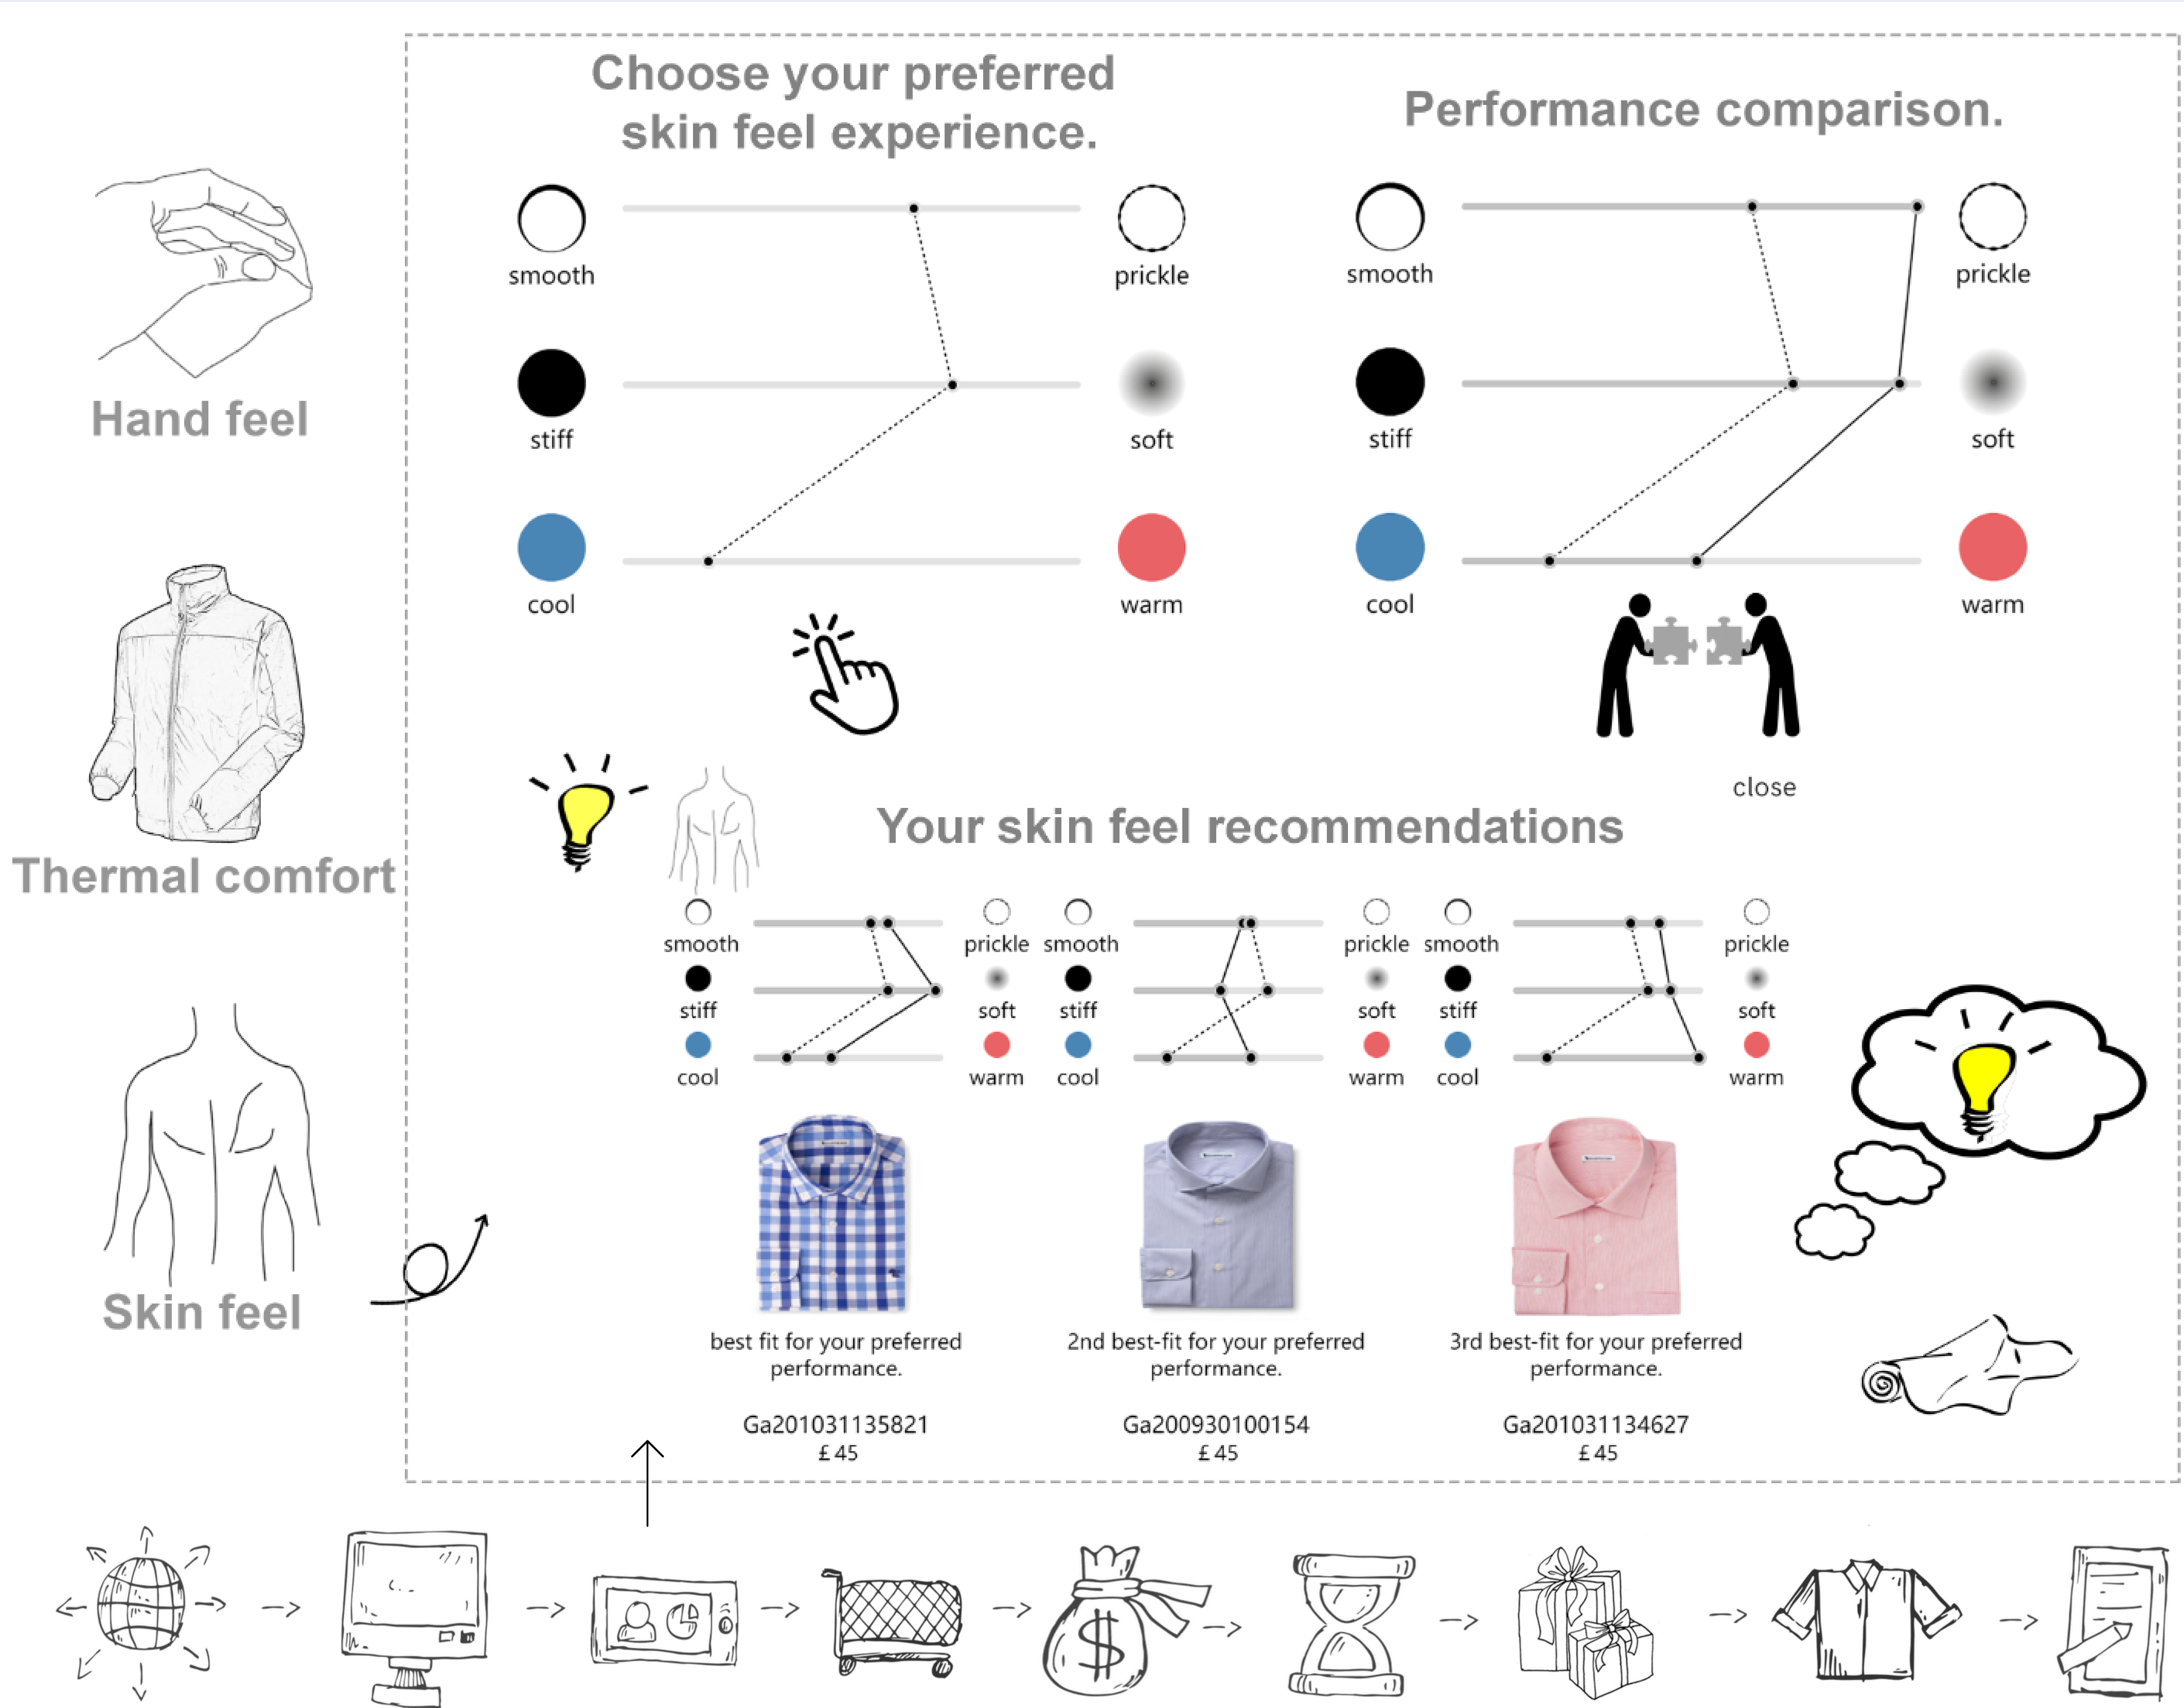 Choose your preferred
skin feel experience.
smooth
prickle
stiff
soft
cool
warm
Performance comparison.
smooth
prickle
stiff
soft
cool
warm
close
Hand feel
Thermal comfort
Skin feel
Your skin feel recommendations
smooth
prickle
stiff
soft
cool
warm
smooth
prickle
stiff
soft
cool
warm
smooth
prickle
stiff
soft
cool
warm
best fit for your preferred
performance.
Ga201031135821
£ 45
2nd best-fit for your preferred
performance.
Ga200930100154
£ 45
3rd best-fit for your preferred
performance.
Ga201031134627
£ 45
$